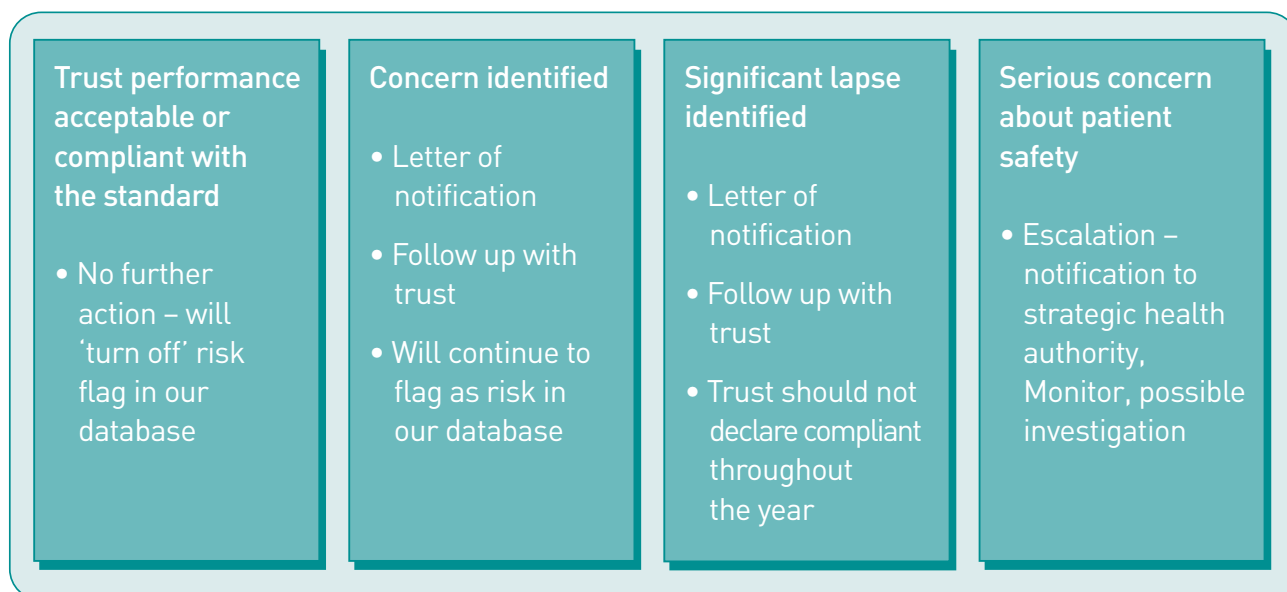 Trust performance
acceptable or
compliant with
the standard
• No further
action – will
‘turn off’ risk
flag in our
database
Concern identified
• Letter of
notification
• Follow up with
trust
• Will continue to
flag as risk in
our database
Significant lapse
identified
• Letter of
notification
• Follow up with
trust
• Trust should not
declare compliant
throughout
the year
Serious concern
about patient
safety
• Escalation –
notification to
strategic health
authority,
Monitor, possible
investigation